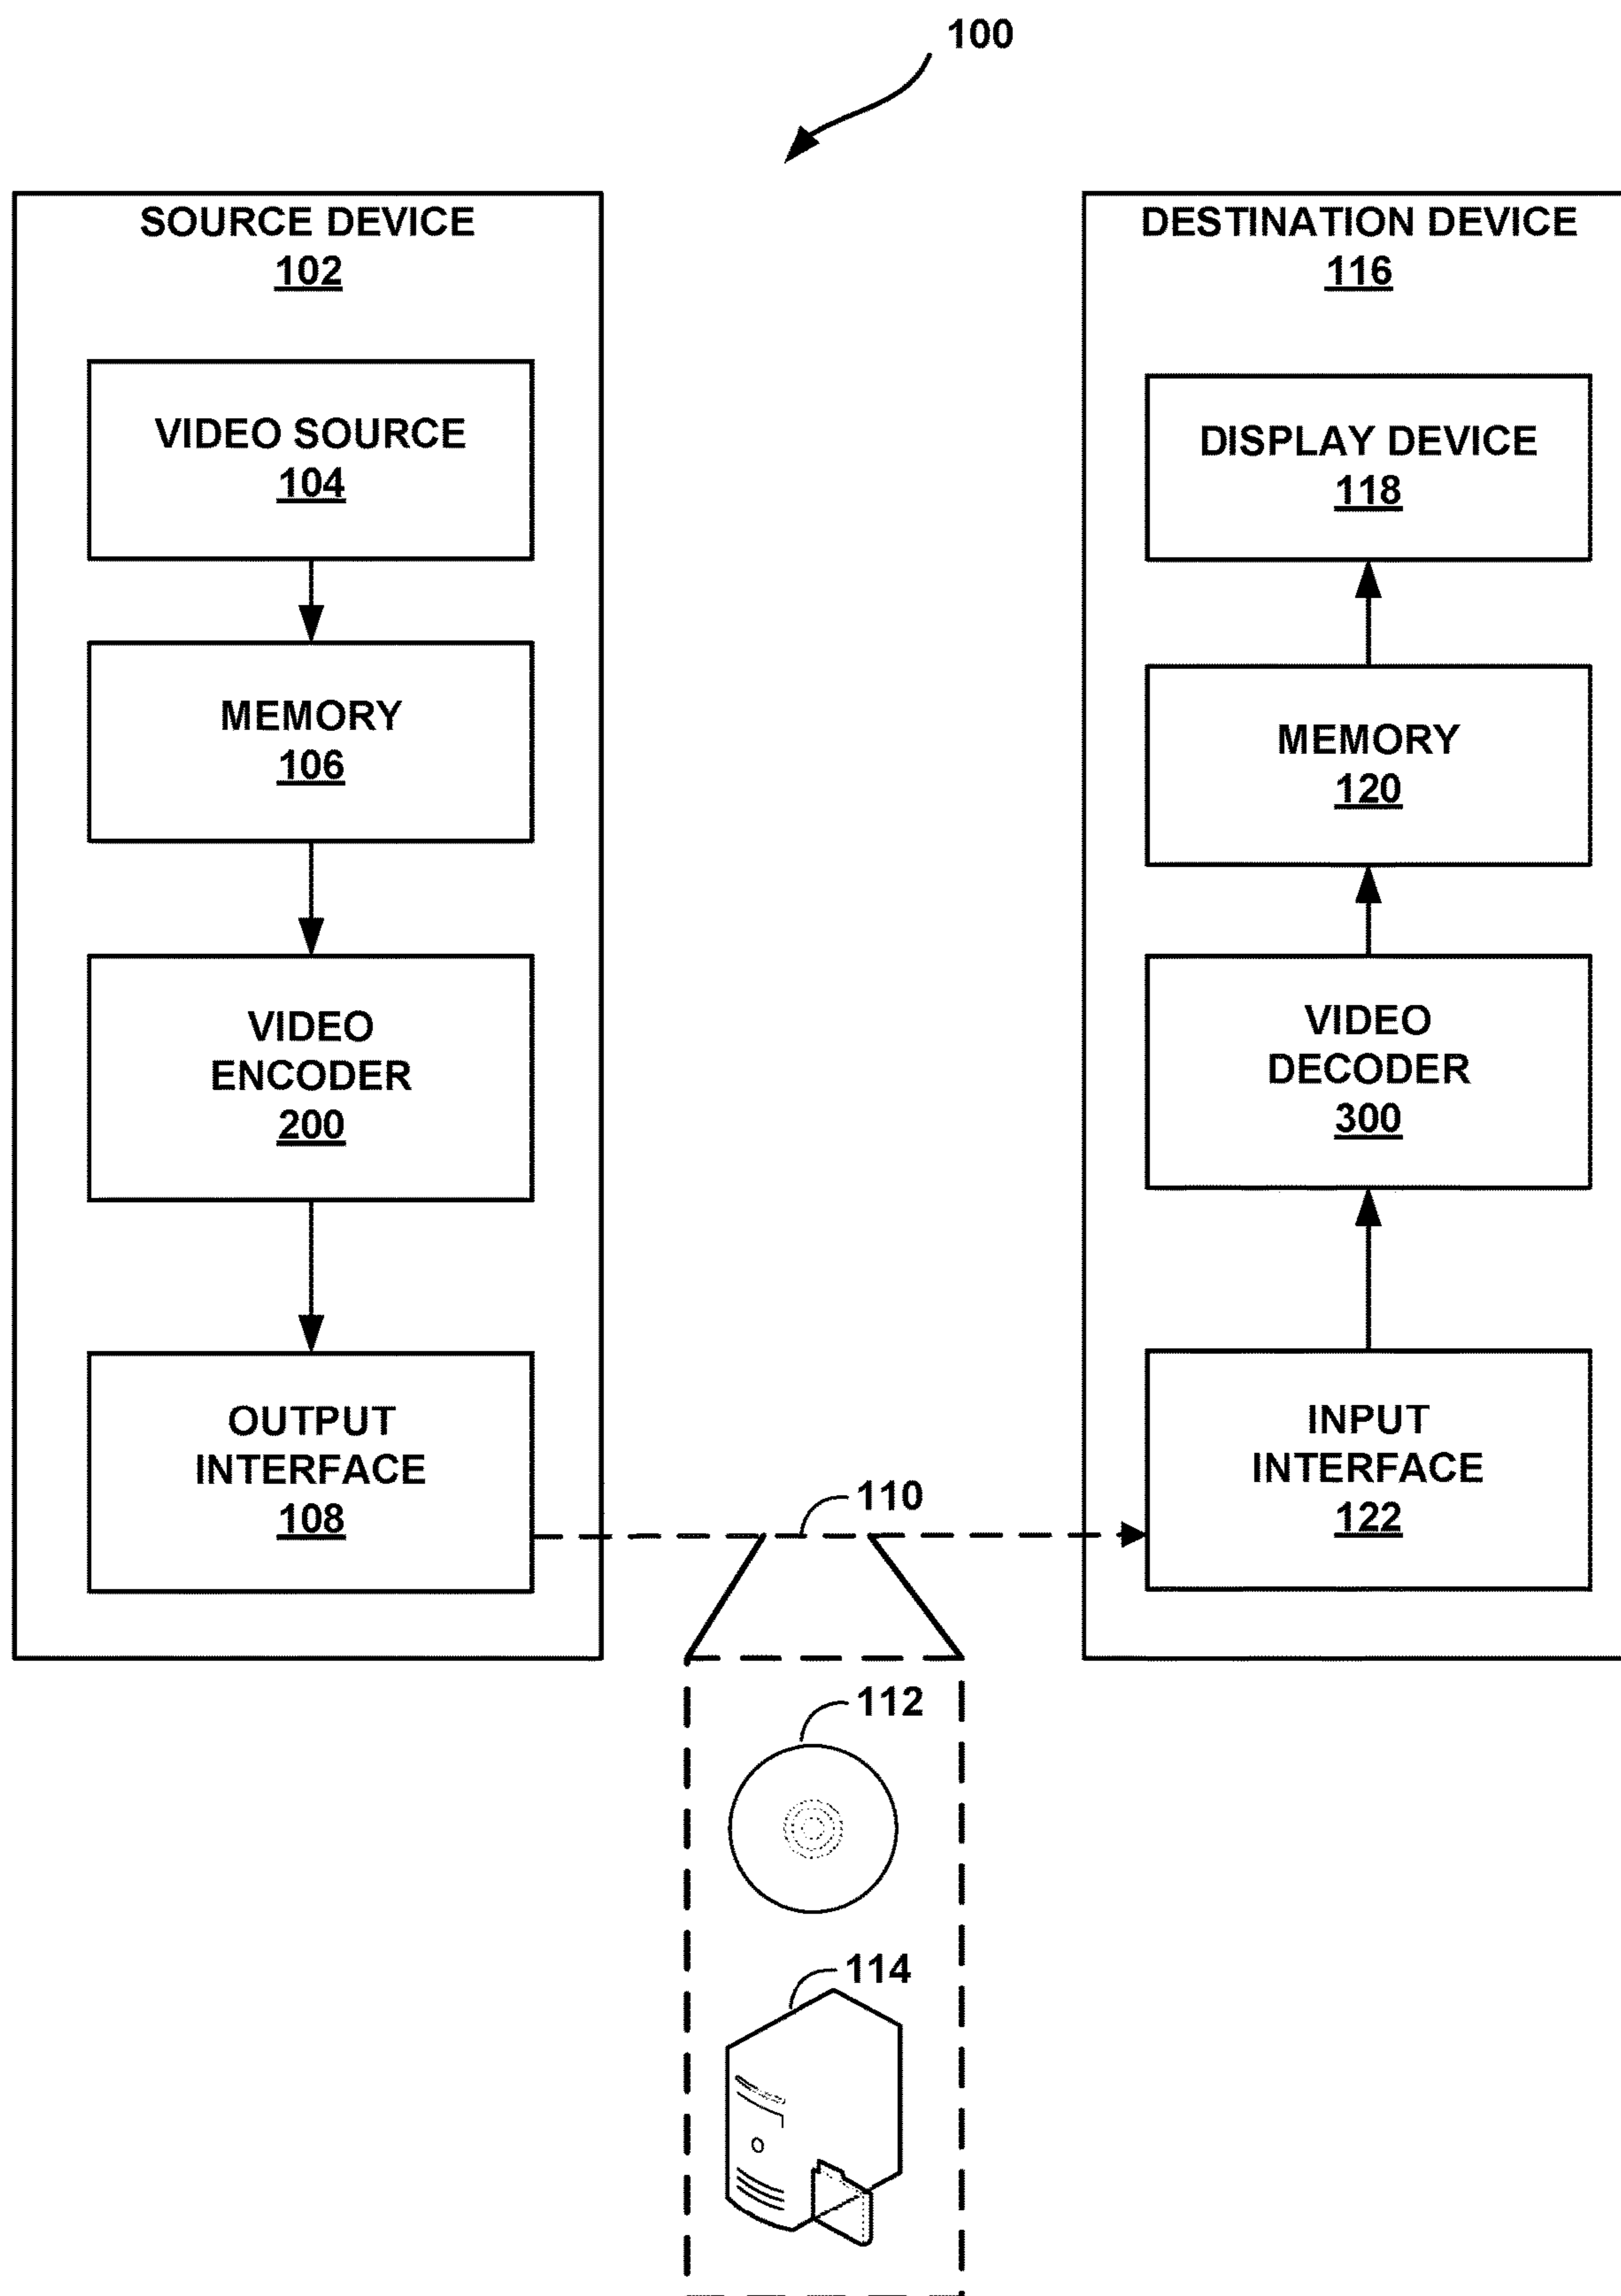 100
SOURCE DEVICE
102
VIDEO SOURCE
104
MEMORY
106
VIDEO
ENCODER
200
OUTPUT
INTERFACE
108
DESTINATION DEVICE
116
DISPLAY DEVICE
118
MEMORY
120
VIDEO
DECODER
300
INPUT
INTERFACE
122
110
112
114